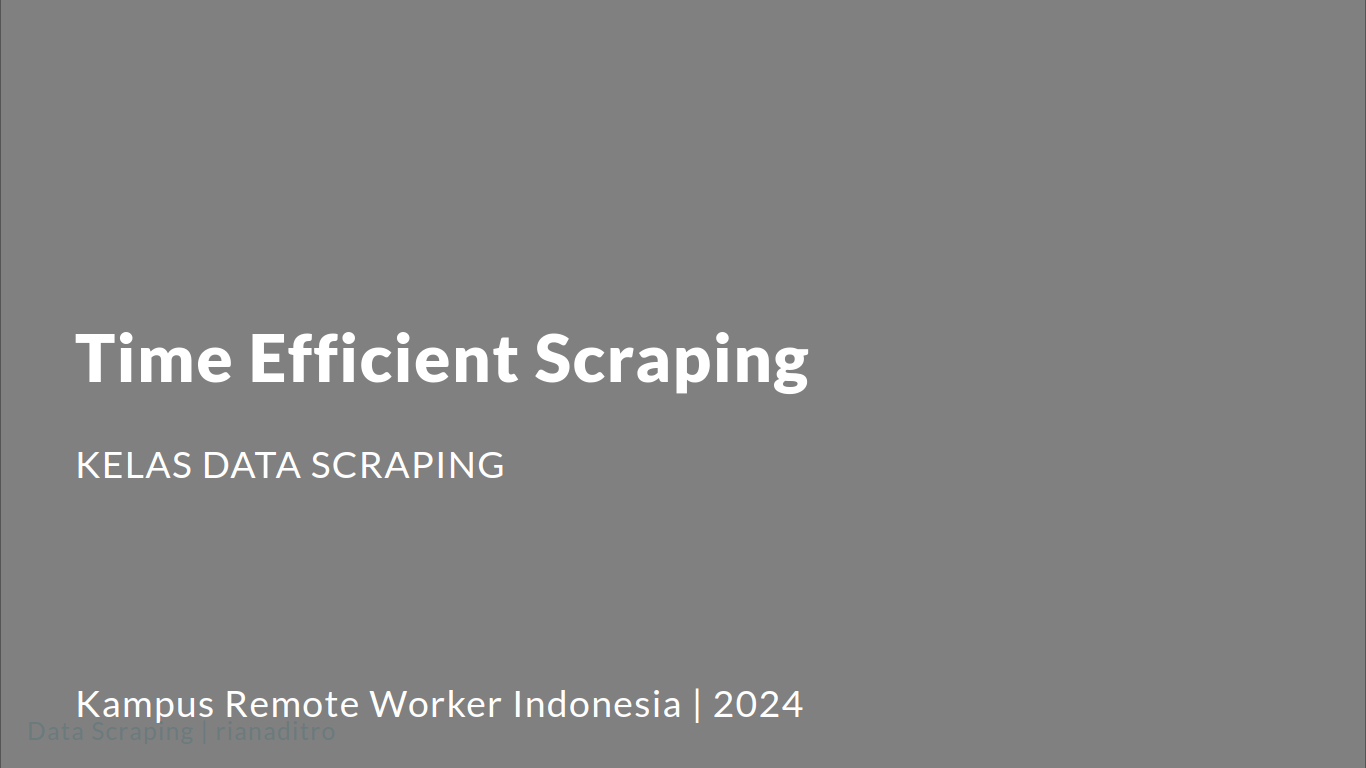 Time Efficient Scraping
KELAS DATA SCRAPING
Kampus Remote Worker Indonesia | 2024
Data Scraping | rianaditro